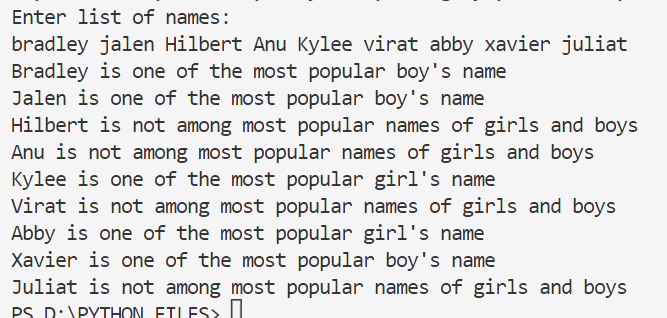 Enter list of names:
bradley jalen Hilbert Anu Kylee virat abby xavier juliat
Bradley is one of the most popular boy's name
Jalen is one of the most popular boy's name
Hilbert is not among most popular names of girls and boys
Anu is not among most popular names of girls and boys
Kylee is one of the most popular girl's name
Virat is not among most popular names of girls and boys
Abby is one of the most popular girl's name
Xavier is one of the most popular boy's name
Juliat is not among most popular names of girls and boys
PS D:\PYTHON FILES>